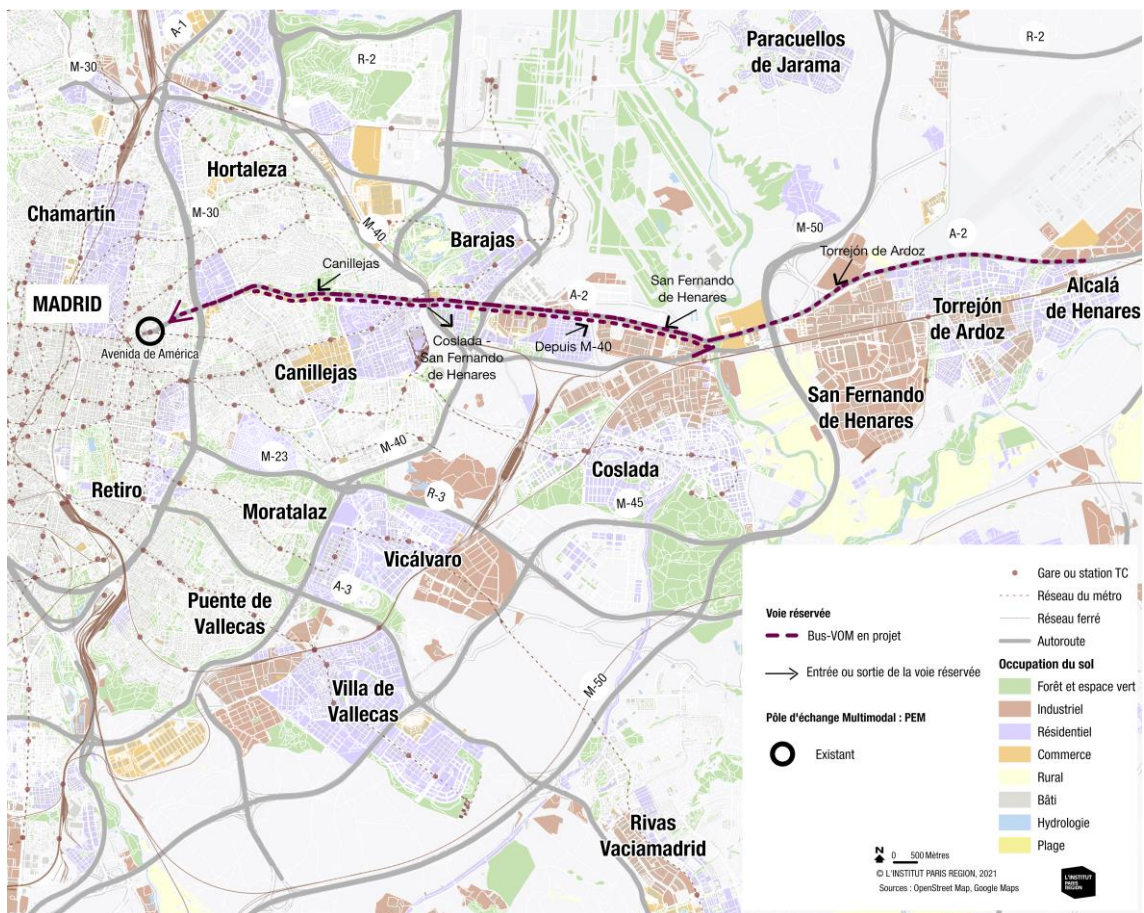 A-1
R-2
R-2
M-30
Paracuellos
de Jarama
Hortaleza
Chamartín
M-30
M-40
Barajas
M-50
A-2
Torrejón de Ardoz
Canillejas
San Fernando
de Henares
A-2
Alcalá
de Henares
MADRID
Torrejón
de Ardoz
Avenida de América
Coslada -
San Fernando
de Henares
Depuis M-40
Canillejas
San Fernando
de Henares
M-40
M-23
Coslada
Retiro
R-3
M-45
Moratalaz
Vicálvaro
A-3
Puente de
Vallecas
Villa de
Vallecas
M-50
Rivas
Vaciamadrid
Voie réservée
Bus-VOM en projet
Entrée ou sortie de la voie réservée
Pôle d'échange Multimodal : PEM
Existant
Gare ou station TC
Réseau du métro
Réseau ferré
Autoroute
Occupation du sol
Forêt et espace vert
Industriel
Résidentiel
Commerce
Rural
Bâti
Hydrologie
Plage
N
0 500 Mètres
© L'INSTITUT PARIS REGION, 2021
Sources : OpenStreet Map, Google Maps
L'INSTITUT
PARIS
REGION